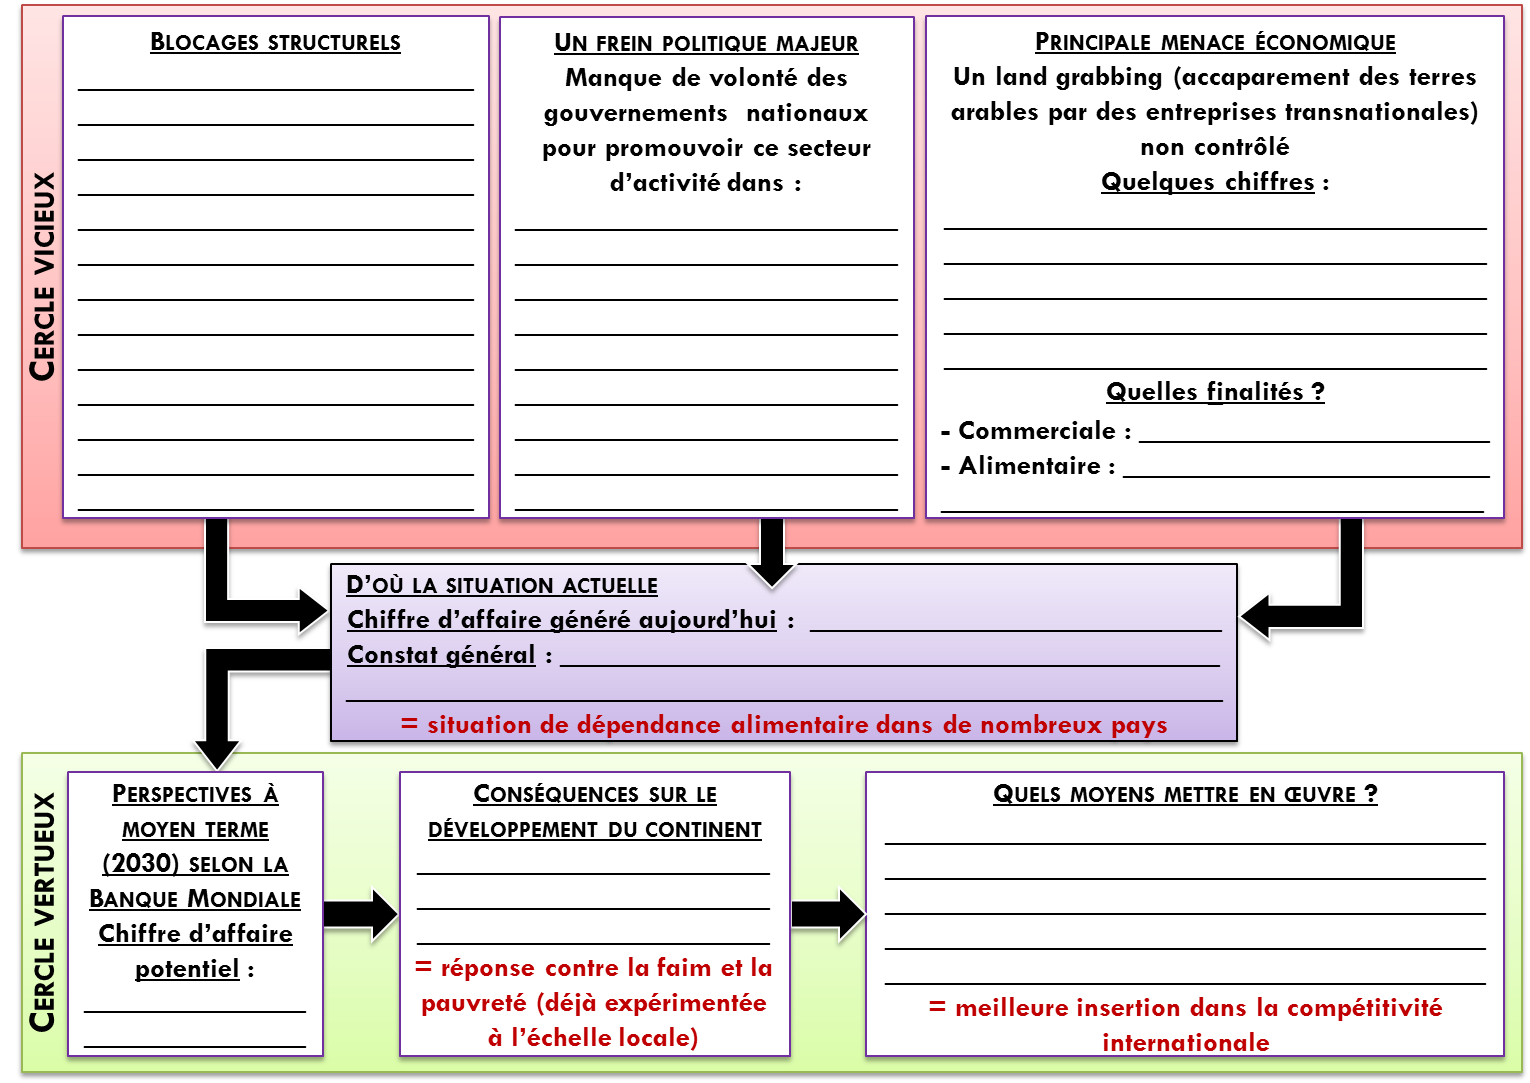 CERCLE VICIEUX
BLOCAGES STRUCTURELS
UN FREIN POLITIQUE MAJEUR
Manque de volonté des
gouvernements nationaux
pour promouvoir ce secteur
d'activité dans :
PRINCIPALE MENACE ÉCONOMIQUE
Un land grabbing (accaparement des terres
arables par des entreprises transnationales)
non contrôlé
Quelques chiffres :
Quelles finalités ?
- Commerciale :
- Alimentaire :
D'OÙ LA SITUATION ACTUELLE
Chiffre d'affaire généré aujourd'hui :
Constat général :
= situation de dépendance alimentaire dans de nombreux pays
CERCLE VERTUEUX
PERSPECTIVES À
MOYEN TERME
(2030) SELON LA
BANQUE MONDIALE
Chiffre d'affaire
potentiel :
CONSÉQUENCES SUR LE
DÉVELOPPEMENT DU CONTINENT
= réponse contre la faim et la
pauvreté (déjà expérimentée
à l'échelle locale)
QUELS MOYENS METTRE EN ŒUVRE ?
= meilleure insertion dans la compétitivité
internationale